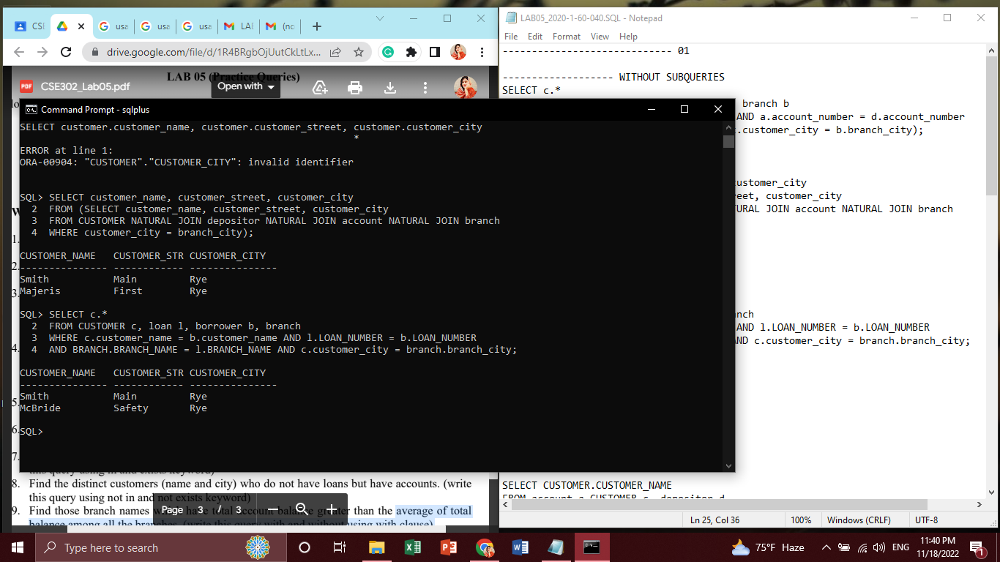 CSE
usa
usa
usa
LAE
(nc
drive.google.com/file/d/1R4BRgbOjUutCkLtLx...
LAB 05 (Practice Queries)
PDF CSE302_Lab05.pdf
Open with
LAB05_2020-1-60-040.SQL - Notepad
File Edit Format View Help
----------------------------- 01
------------------- WITHOUT SUBQUERIES
SELECT c.*
branch b
AND a.account_number = d.account_number
.customer_city = b.branch_city);
customer_city
eet, customer_city
URAL JOIN account NATURAL JOIN branch
nch
AND l.LOAN_NUMBER = b.LOAN_NUMBER
ND c.customer_city = branch.branch_city;
SELECT CUSTOMER.CUSTOMER_NAME
FROM account a,CUSTOMER c, depositor d
Ln 25, Col 36 100% Windows (CRLF) UTF-8
Command Prompt - sqlplus
SELECT customer.customer_name, customer.customer_street, customer.customer_city
*
ERROR at line 1:
ORA-00904: "CUSTOMER"."CUSTOMER_CITY": invalid identifier
SQL> SELECT customer_name, customer_street, customer_city
2 FROM (SELECT customer_name, customer_street, customer_city
3 FROM CUSTOMER NATURAL JOIN depositor NATURAL JOIN account NATURAL JOIN branch
4 WHERE customer_city = branch_city);
CUSTOMER_NAME CUSTOMER_STR CUSTOMER_CITY
--------------- ------------ ---------------
Smith Main Rye
Majeris First Rye
SQL> SELECT c.*
2 FROM CUSTOMER c, loan l, borrower b, branch
3 WHERE c.customer_name = b.customer_name AND l.LOAN_NUMBER = b.LOAN_NUMBER
4 AND BRANCH.BRANCH_NAME = l.BRANCH_NAME AND c.customer_city = branch.branch_city;
CUSTOMER_NAME CUSTOMER_STR CUSTOMER_CITY
--------------- ------------ ---------------
Smith Main Rye
McBride Safety Rye
SQL>
1.
2.
3.
4.
5.
6.
7.
this query using in and exists keyword)
8. Find the distinct customers (name and city) who do not have loans but have accounts. (write
this query using not in and not exists keyword)
9. Find those branch names who have total account balance greater than the average of total
balance among all the branches. (write this query with and without using with clause)
Page 3 / 3
Type here to search
75°F Haze
ENG
11:40 PM
11/18/2022
1